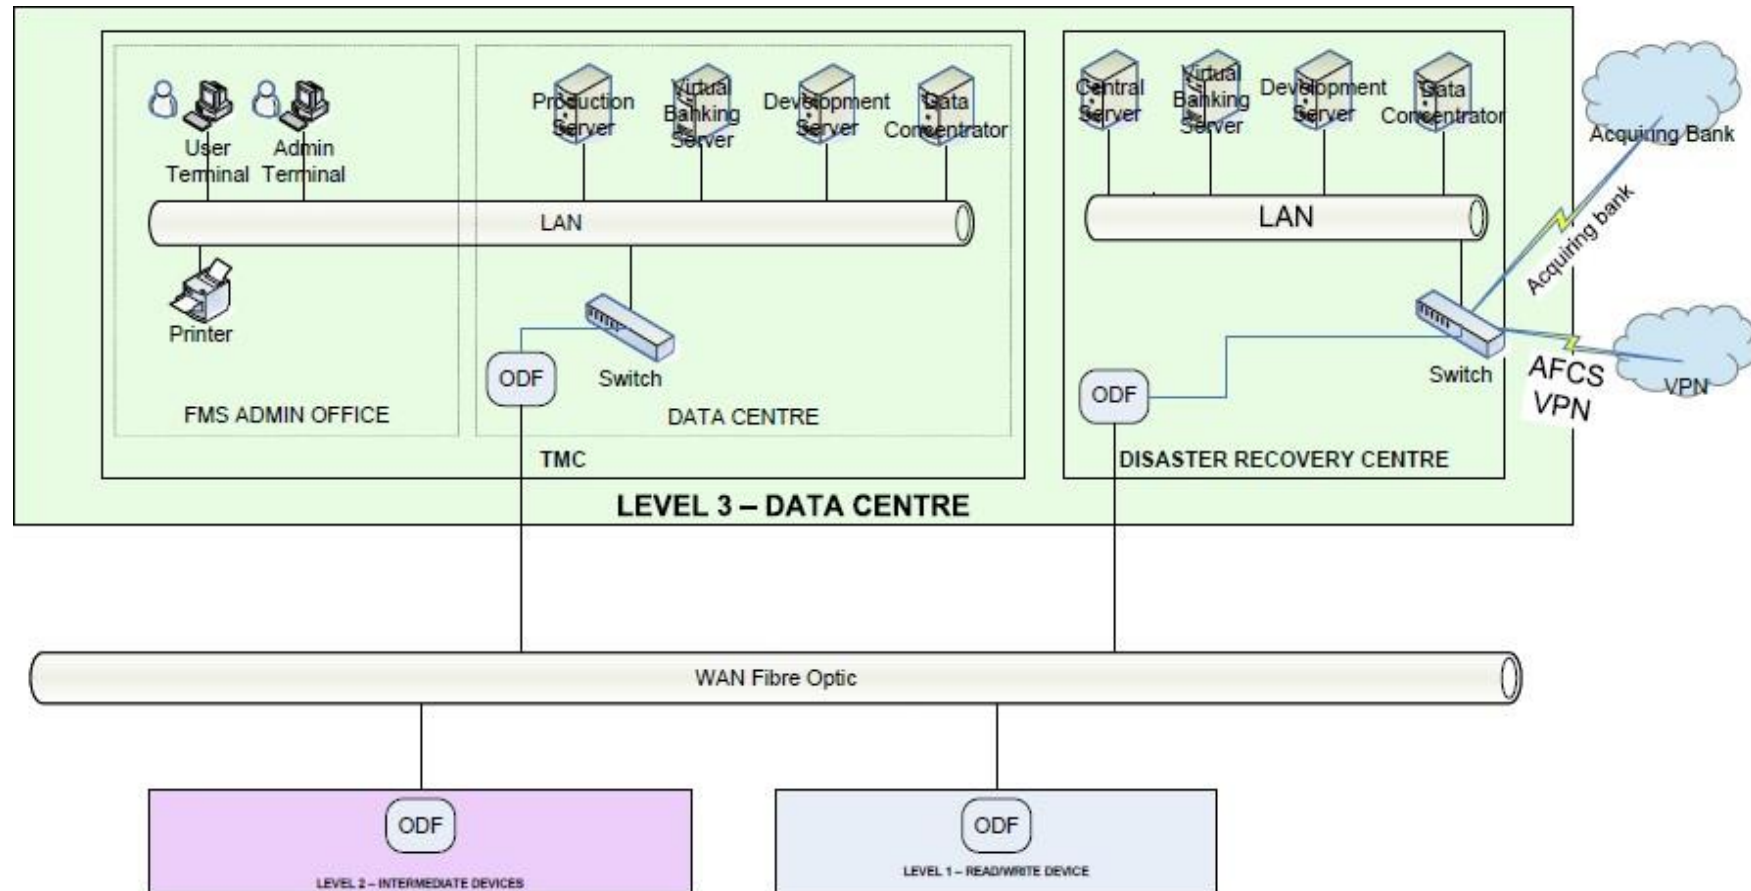 User
Terminal
Admin
Terminal
Production
Server
Virtual
Banking
Server
Development
Server
Data
Concentrator
Central
Server
Virtual
Banking
Server
Development
Server
Data
Concentrator
Acquiring Bank
LAN
LAN
Acquiring bank
Printer
ODF
Switch
ODF
Switch
AFCS
VPN
VPN
FMS ADMIN OFFICE
DATA CENTRE
TMC
DISASTER RECOVERY CENTRE
LEVEL 3 – DATA CENTRE
WAN Fibre Optic
ODF
LEVEL 2 – INTERMEDIATE DEVICES
ODF
LEVEL 1 – READ/WRITE DEVICE